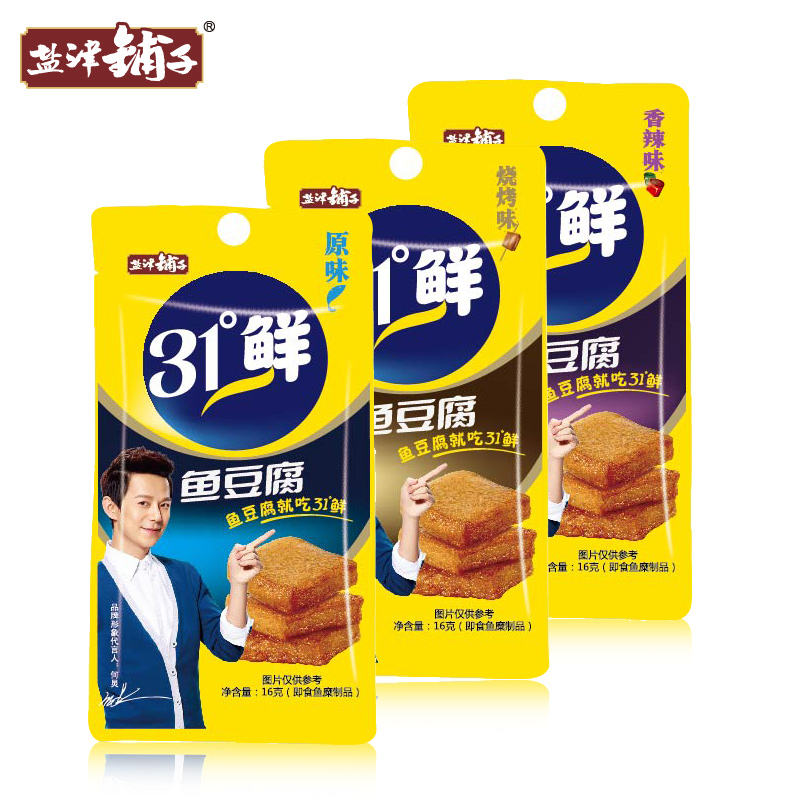 盐津铺子®
盐津铺子
原味
31°鲜
鱼豆腐
鱼豆腐就吃31°鲜
品牌形象代言人：何炅
图片仅供参考
净含量：16克（即食鱼糜制品）
盐津铺子
烧烤味
1°鲜
鱼豆腐
鱼豆腐就吃31°鲜
图片仅供参考
净含量：16克（即食鱼糜制品）
盐津铺子
香辣味
鲜
豆腐
鱼豆腐就吃31°鲜
图片仅供参考
含量：16克（即食鱼糜制品）